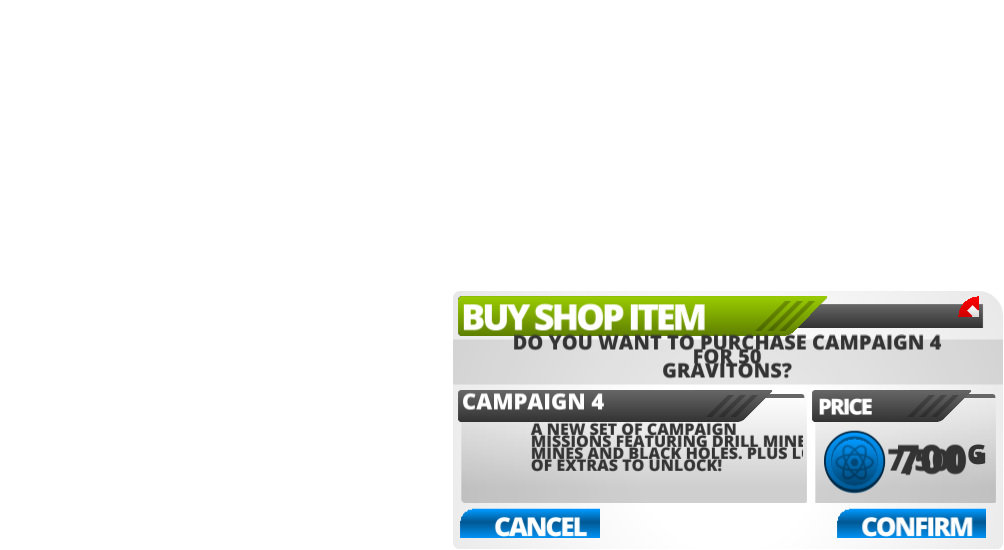 BUY SHOP ITEM
DO YOU WANT TO PURCHASE CAMPAIGN 4
FOR 50
GRAVITONS?
CAMPAIGN 4
PRICE
A NEW SET OF CAMPAIGN
MISSIONS FEATURING DRILL MINE
MINES AND BLACK HOLES. PLUS
OF EXTRAS TO UNLOCK!
G
CANCEL
CONFIRM